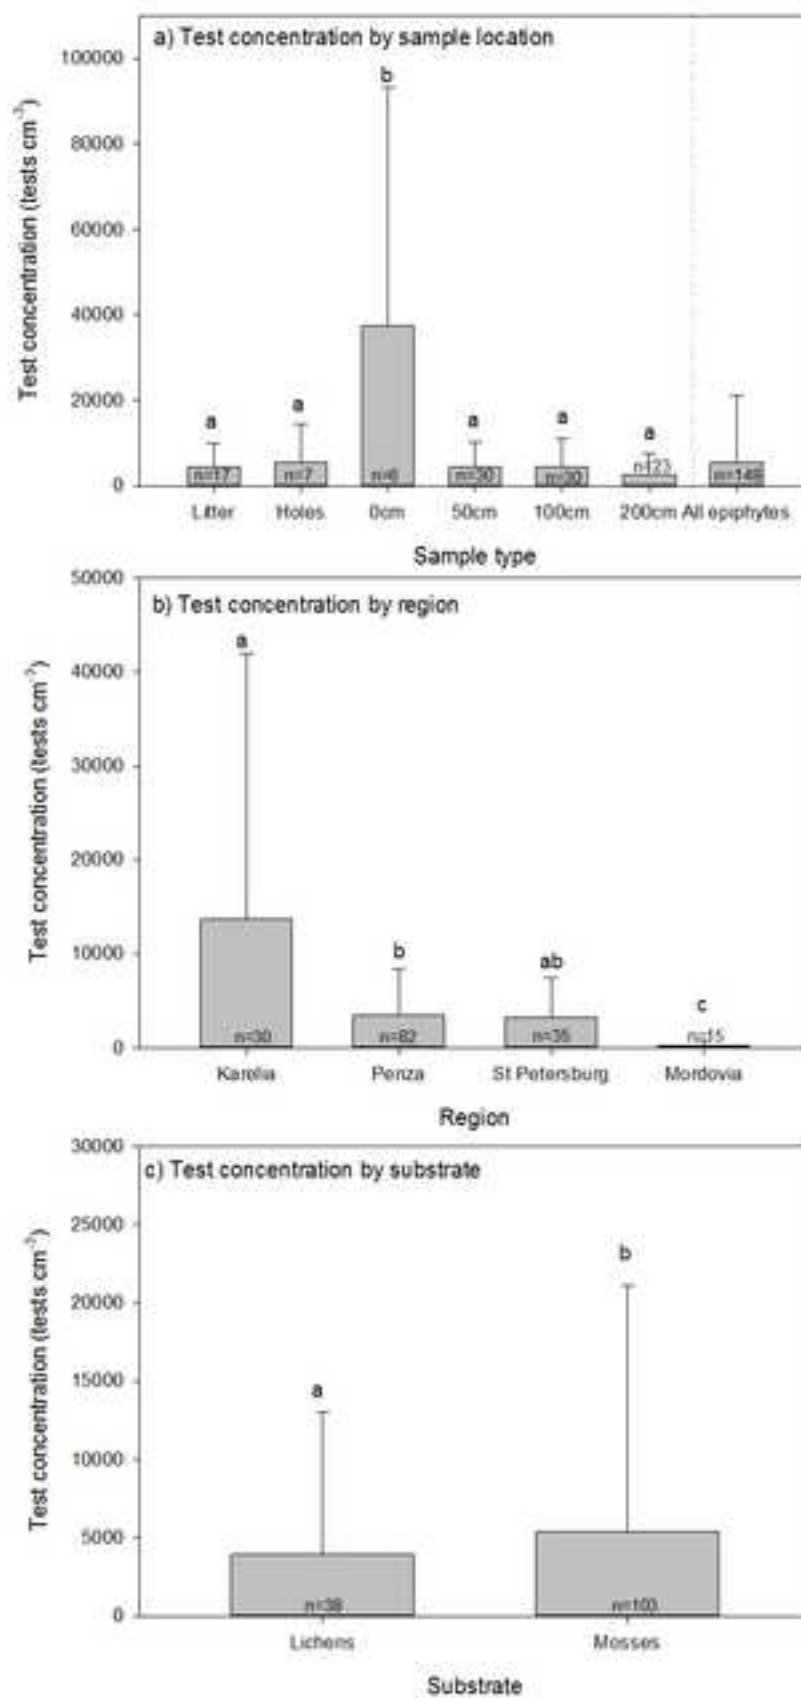 a) Test concentration by sample location
Test concentration (tests cm-3)
100000
80000
60000
40000
20000
0
a
a
b
a
a
a
n=17
n=7
n=6
n=30
n=30
n=23
n=148
Litter
Holes
0cm
50cm
100cm
200cm
All epiphytes
Sample type
b) Test concentration by region
Test concentration (tests cm-3)
50000
40000
30000
20000
10000
0
a
b
ab
c
n=30
n=82
n=35
n=15
Karelia
Penza
St Petersburg
Mordovia
Region
c) Test concentration by substrate
Test concentration (tests cm-3)
30000
25000
20000
15000
10000
5000
0
a
b
n=38
n=100
Lichens
Mosses
Substrate